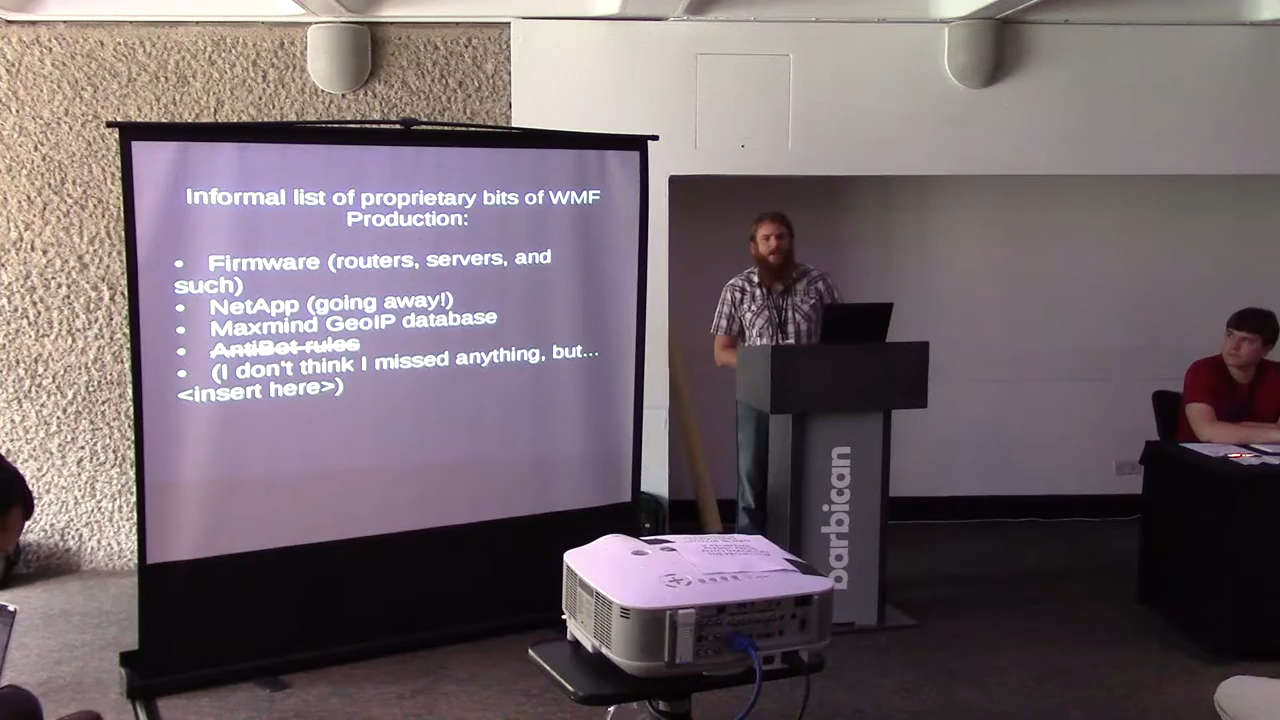 Informal list of proprietary bits of WMF
Production:
• Firmware (routers, servers, and
such)
• NetApp (going away!)
• Maxmind GeoIP database
• AntiBot rules
• (I don't think I missed anything, but...
<insert here>)
barbican